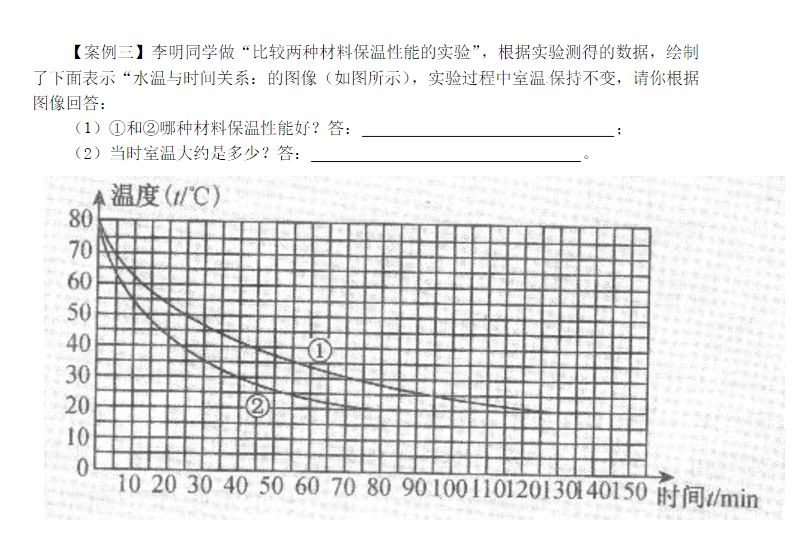 【案例三】李明同学做“比较两种材料保温性能的实验”，根据实验测得的数据，绘制
了下面表示“水温与时间关系：的图像（如图所示），实验过程中室温保持不变，请你根据
图像回答：
（1）①和②哪种材料保温性能好？答：；
（2）当时室温大约是多少？答：。
温度(t/℃)
80
70
60
50
40
30
20
10
0
①
②
10 20 30 40 50 60 70 80 90 100 110 120 130 140 150 时间t/min